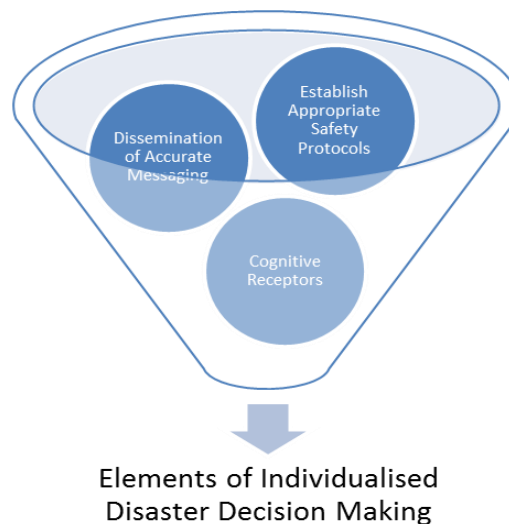 Establish
Appropriate
Safety
Protocols
Dissemination
of Accurate
Messaging
Cognitive
Receptors
Elements of Individualised
Disaster Decision Making